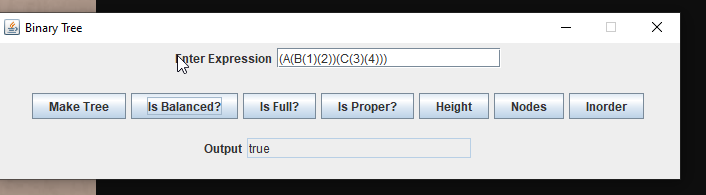 Binary Tree
Enter Expression (A(B(1)(2))(C(3)(4)))
Make Tree Is Balanced? Is Full? Is Proper? Height Nodes Inorder
Output true